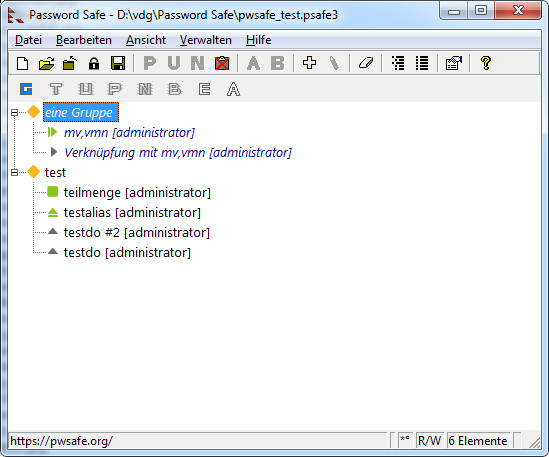 Password Safe - D:\vdg\Password Safe\pwsafe_test.psafe3
Datei Bearbeiten Ansicht Verwalten Hilfe
P U N A B
G T U P N B E A
eine Gruppe
mv,vmn [administrator]
Verknüpfung mit mv,vmn [administrator]
test
teilmenge [administrator]
testalias [administrator]
testdo #2 [administrator]
testdo [administrator]
https://pwsafe.org/ *° R/W 6 Elemente